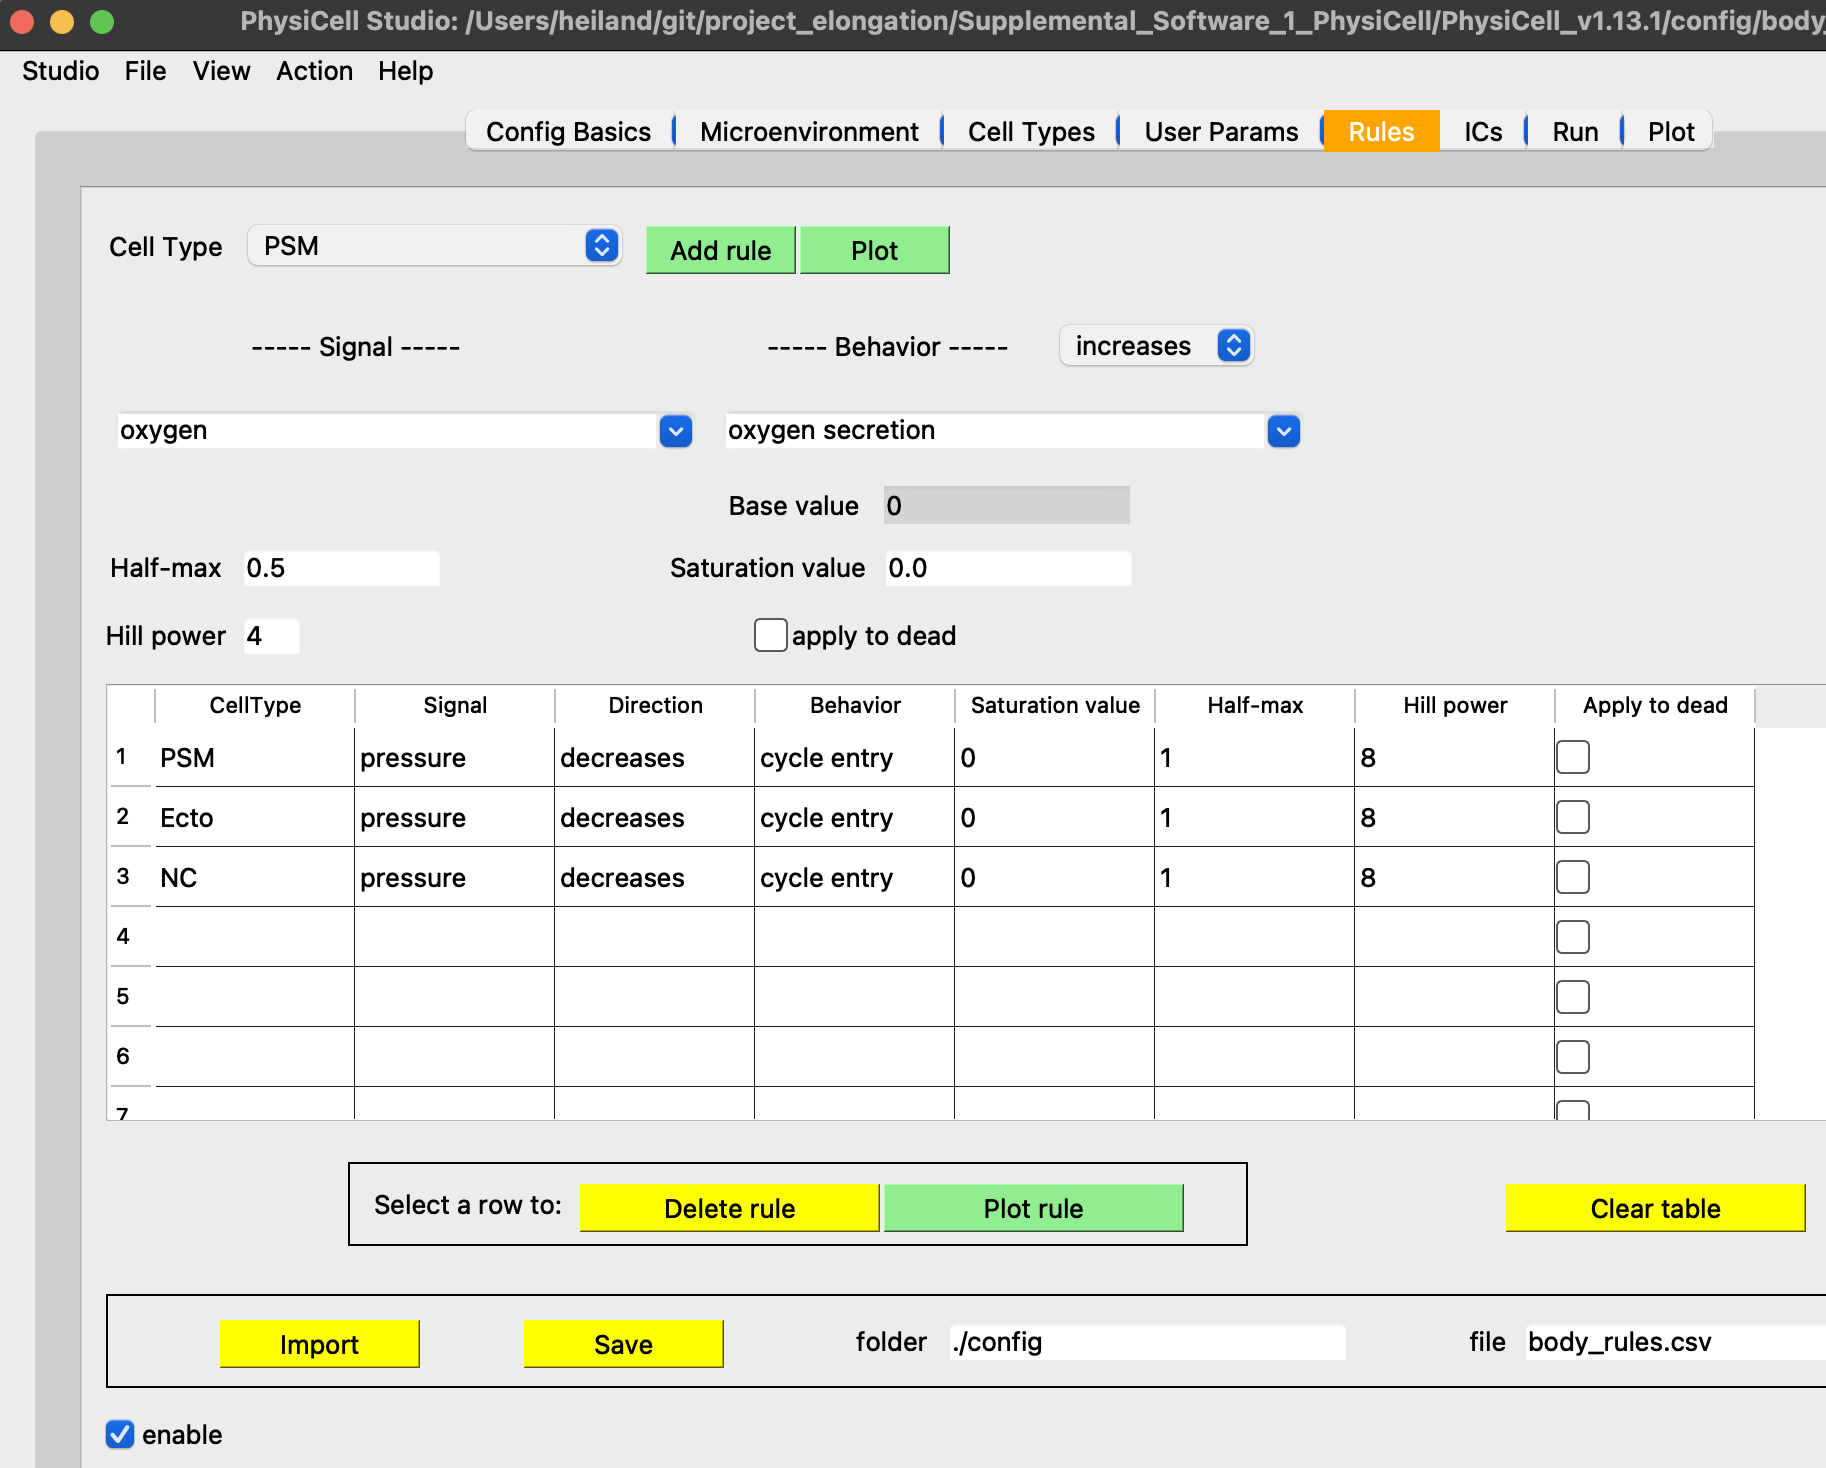 PhysiCell Studio: /Users/heiland/git/project_elongation/Supplemental_Software_1_PhysiCell/PhysiCell_v1.13.1/config/body_
Studio File View Action Help
Config Basics Microenvironment Cell Types User Params Rules ICs Run Plot
Cell Type PSM Add rule Plot
----- Signal ----- ----- Behavior ----- increases
oxygen oxygen secretion
Base value 0
Half-max 0.5 Saturation value 0.0
Hill power 4 apply to dead
CellType Signal Direction Behavior Saturation value Half-max Hill power Apply to dead
1 PSM pressure decreases cycle entry 0 1 8
2 Ecto pressure decreases cycle entry 0 1 8
3 NC pressure decreases cycle entry 0 1 8
4
5
6
7
Select a row to: Delete rule Plot rule Clear table
Import Save folder ./config file body_rules.csv
enable